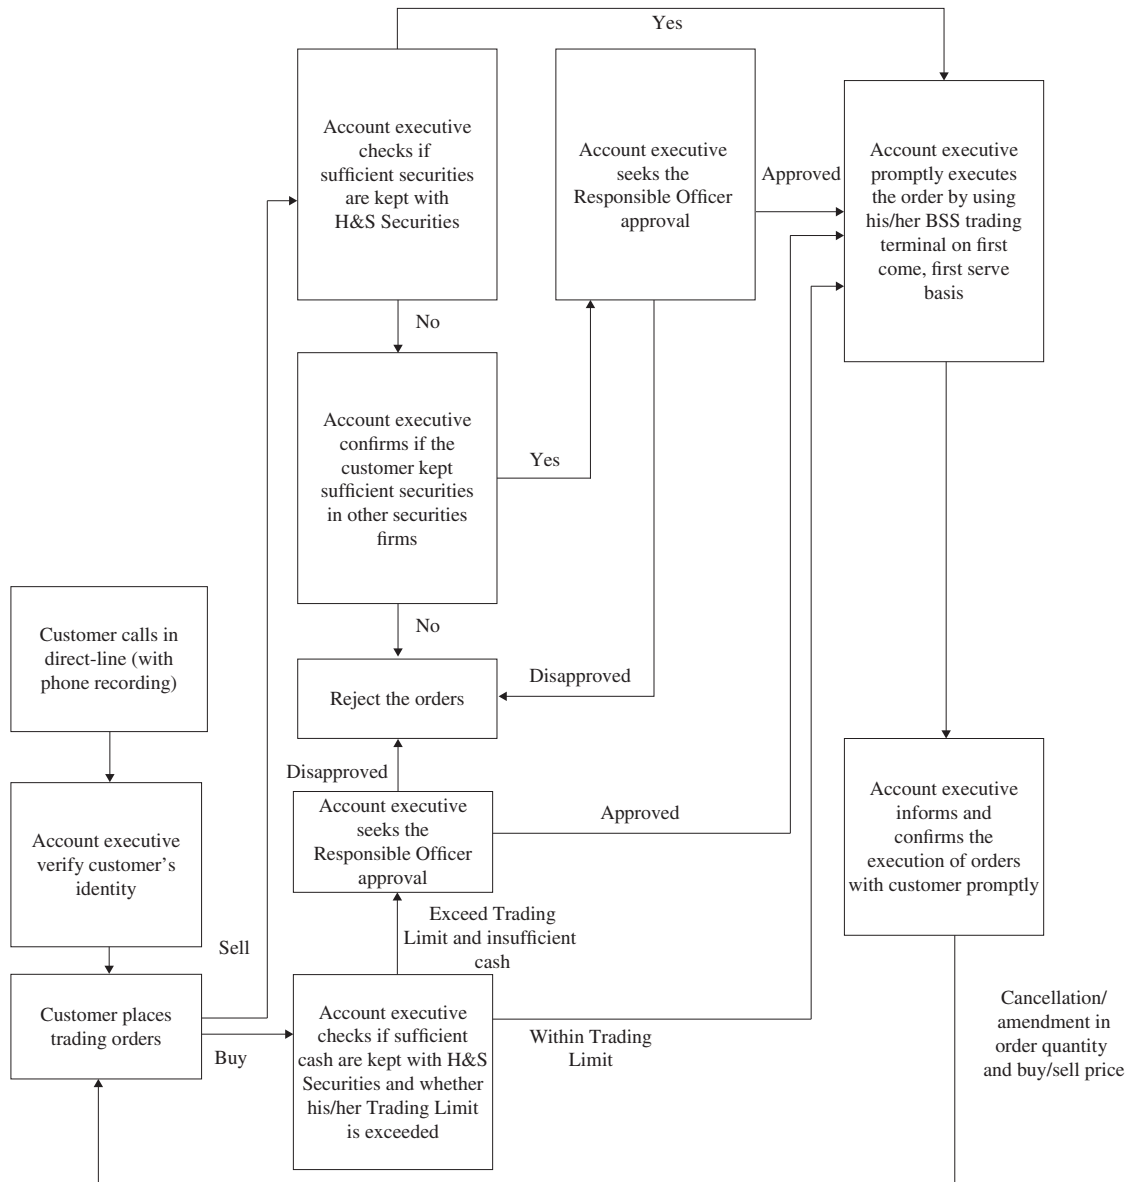 Yes
Account executive
checks if
sufficient securities
are kept with
H&S Securities
Account executive
seeks the
Responsible Officer
approval
Approved
Account executive
promptly executes
the order by using
his/her BSS trading
terminal on first
come, first serve
basis
No
Account executive
confirms if the
customer kept
sufficient securities
in other securities
firms
Yes
No
Customer calls in
direct-line (with
phone recording)
Reject the orders
Disapproved
Disapproved
Account executive
verify customer’s
identity
Account executive
seeks the
Responsible Officer
approval
Approved
Account executive
informs and
confirms the
execution of orders
with customer promptly
Exceed Trading
Limit and insufficient
cash
Sell
Customer places
trading orders
Buy
Account executive
checks if sufficient
cash are kept with H&S
Securities and whether
his/her Trading Limit
is exceeded
Within Trading
Limit
Cancellation/
amendment in
order quantity
and buy/sell price